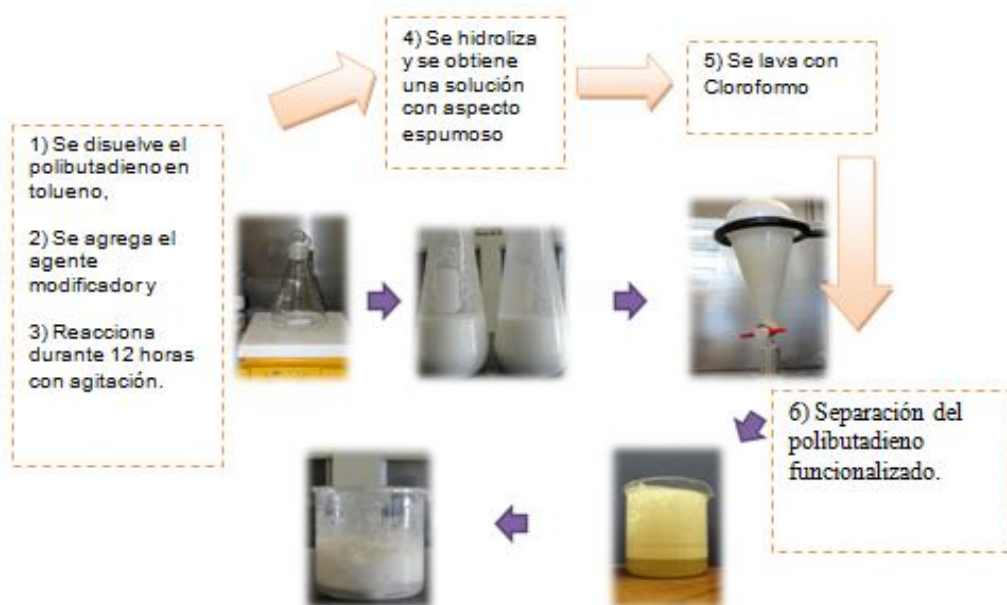 1) Se disuelve el
polibutadieno en
tolueno,
2) Se agrega el
agente
modificador y
3) Reacciona
durante 12 horas
con agitación.
4) Se hidroliza
y se obtiene
una solución
con aspecto
espumoso
5) Se lava con
Cloroformo
6) Separación del
polibutadieno
funcionalizado.